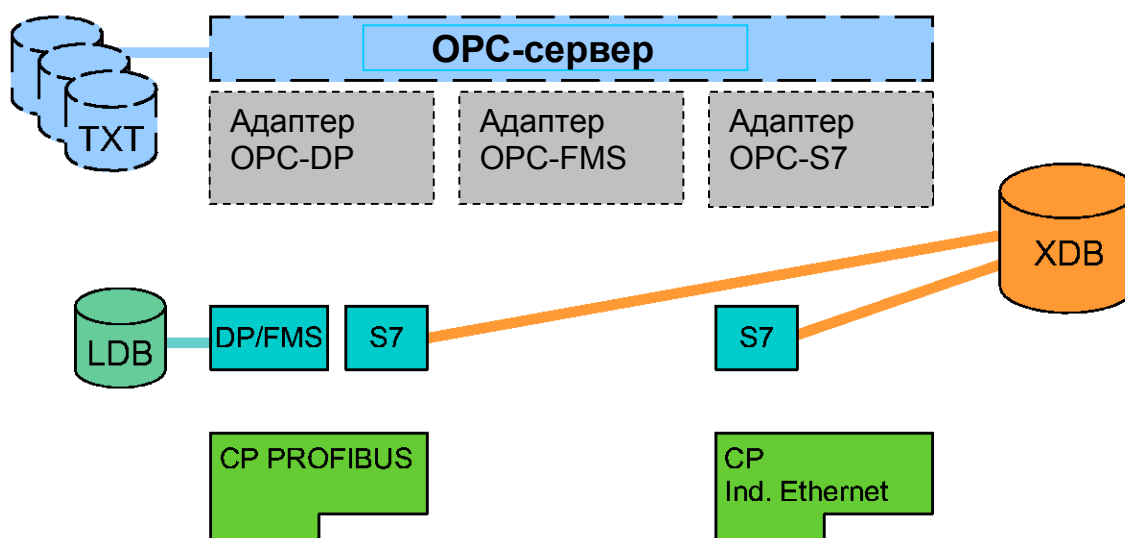 OPC-сервер
TXT
Адаптер
OPC-DP
Адаптер
OPC-FMS
Адаптер
OPC-S7
XDB
LDB
DP/FMS
S7
S7
CP PROFIBUS
CP
Ind. Ethernet